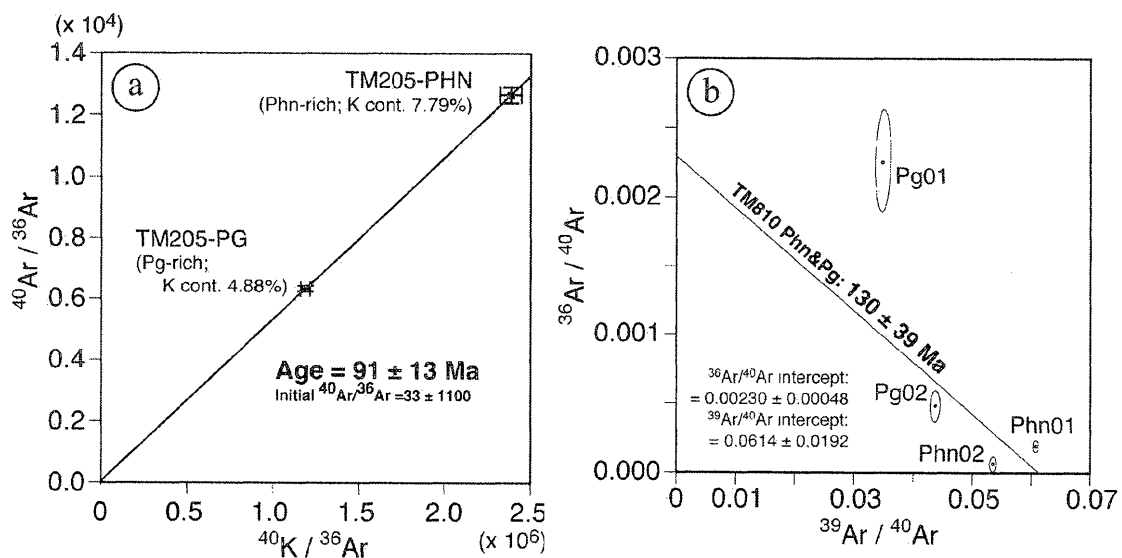 (x 10⁴)
a
1.4
1.2
1.0
0.8
0.6
0.4
0.2
0.0
⁴⁰Ar / ³⁶Ar
TM205-PHN
(Phn-rich; K cont. 7.79%)
TM205-PG
(Pg-rich;
K cont. 4.88%)
Age = 91 ± 13 Ma
Initial ⁴⁰Ar/³⁶Ar =33 ± 1100
0 0.5 1.0 1.5 2.0 2.5
⁴⁰K / ³⁶Ar
(x 10⁶)
b
0.003
0.002
0.001
0.000
³⁶Ar / ⁴⁰Ar
Pg01
TM810 Phn&Pg: 130 ± 39 Ma
³⁶Ar/⁴⁰Ar intercept:
= 0.00230 ± 0.00048
³⁹Ar/⁴⁰Ar intercept:
= 0.0614 ± 0.0192
Pg02
Phn01
Phn02
0 0.01 0.03 0.05 0.07
³⁹Ar / ⁴⁰Ar